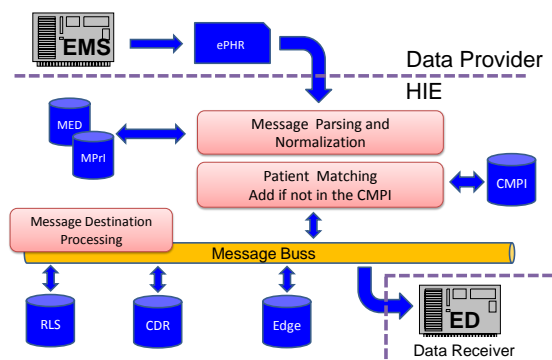 EMS
ePHR
Data Provider
HIE
MED
MPrI
Message Parsing and
Normalization
Patient Matching
Add if not in the CMPI
CMPI
Message Destination
Processing
Message Buss
RLS
CDR
Edge
ED
Data Receiver